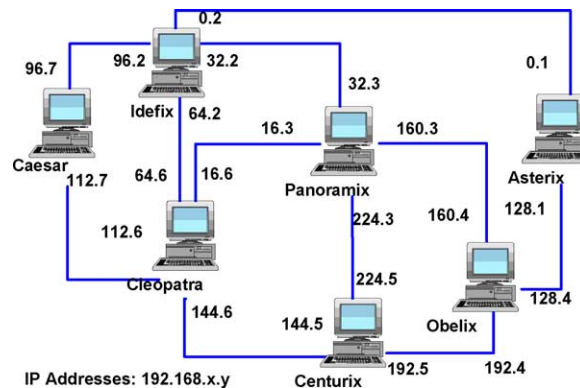 0.2
96.7
96.2
32.2
0.1
Idefix
32.3
64.2
16.3
160.3
Caesar
Panoramix
Asterix
112.7
64.6
16.6
128.1
224.3
160.4
112.6
Cleopatra
224.5
128.4
144.6
144.5
Obelix
192.5
192.4
IP Addresses: 192.168.x.y
Centurix